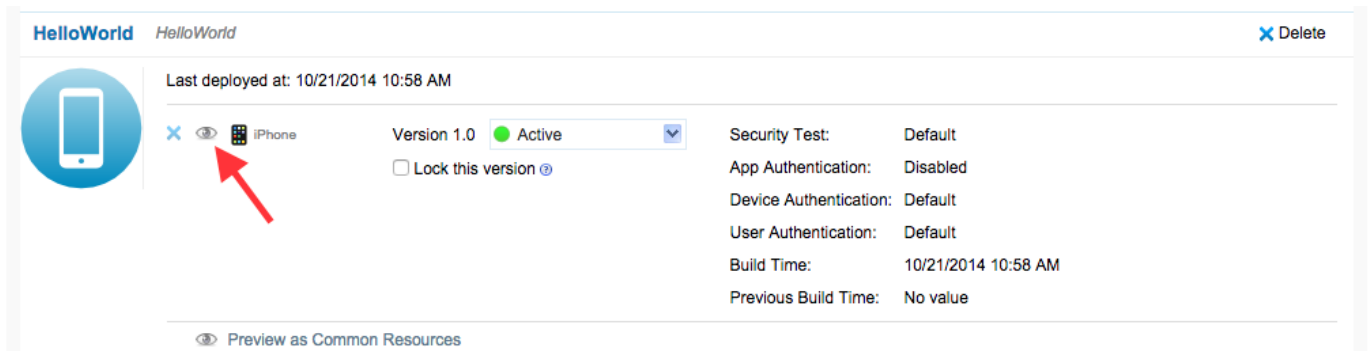 HelloWorld HelloWorld Delete
Last deployed at: 10/21/2014 10:58 AM
iPhone Version 1.0 Active Security Test: Default
Lock this version ? App Authentication: Disabled
Device Authentication: Default
User Authentication: Default
Build Time: 10/21/2014 10:58 AM
Previous Build Time: No value
Preview as Common Resources